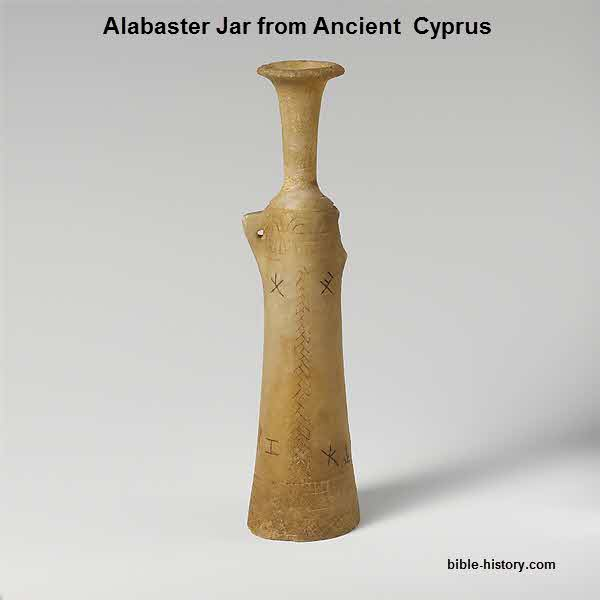 Alabaster Jar from Ancient Cyprus
bible-history.com